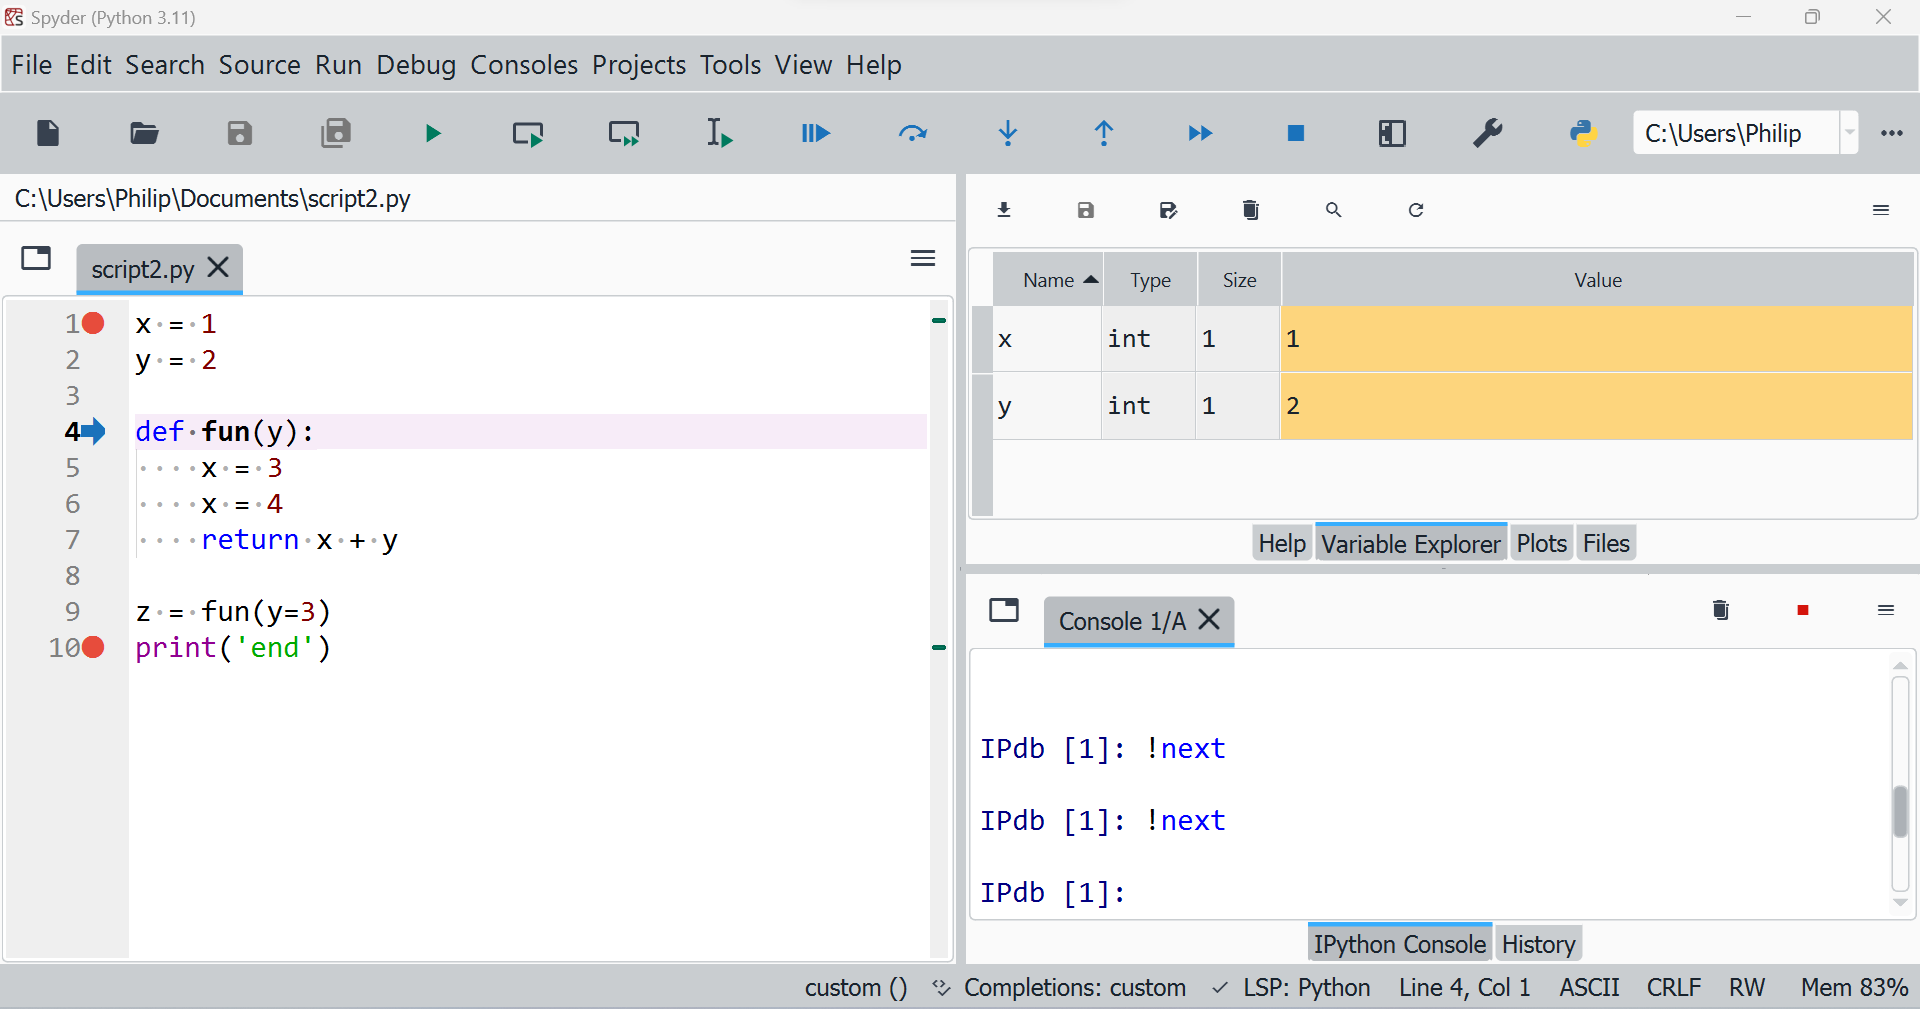 Spyder (Python 3.11)
File Edit Search Source Run Debug Consoles Projects Tools View Help
C:\Users\Philip
C:\Users\Philip\Documents\script2.py
script2.py
1 x = 1
2 y = 2
3
4 def fun(y):
5     x = 3
6     x = 4
7     return x + y
8
9 z = fun(y=3)
10 print('end')
Name Type Size Value
x int 1 1
y int 1 2
Help Variable Explorer Plots Files
Console 1/A
IPdb [1]: !next
IPdb [1]: !next
IPdb [1]:
IPython Console History
custom () Completions: custom ✓ LSP: Python Line 4, Col 1 ASCII CRLF RW Mem 83%